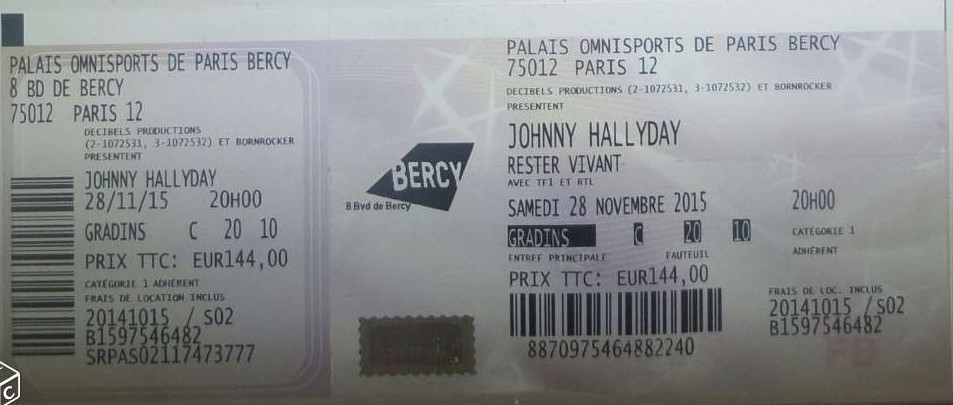 PALAIS OMNISPORTS DE PARIS BERCY
8 BD DE BERCY
75012 PARIS 12
DECIBELS PRODUCTIONS
(2-1072531, 3-1072532) ET BORNROCKER
PRESENTENT
JOHNNY HALLYDAY
28/11/15 20H00
GRADINS C 20 10
PRIX TTC: EUR144,00
CATÉGORIE 1 ADHÉRENT
FRAIS DE LOCATION INCLUS
20141015 / S02
B1597546482
SRPAS02117473777
BERCY
8 Bvd de Bercy
PALAIS OMNISPORTS DE PARIS BERCY
75012 PARIS 12
DECIBELS PRODUCTIONS (2-1072531, 3-1072532) ET BORNROCKER
PRESENTENT
JOHNNY HALLYDAY
RESTER VIVANT
AVEC TF1 ET RTL
SAMEDI 28 NOVEMBRE 2015 20H00
GRADINS C 20 10 CATÉGORIE 1
ENTREE PRINCIPALE FAUTEUIL ADHÉRENT
PRIX TTC: EUR144,00
FRAIS DE LOC. INCLUS
20141015 / S02
B1597546482
8870975464882240
C